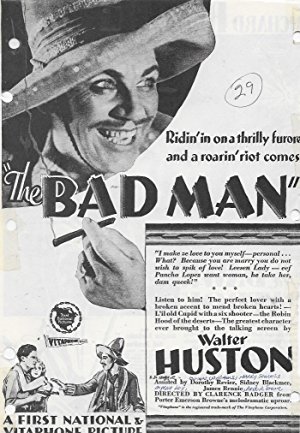 29
Ridin' in on a thrilly furore
and a roarin' riot comes
"The BAD MAN"
"I make ze love to you myself—personal . . .
What? Because you are marry you do not
wish to spik of love! Leesen Lady — eef
Pancho Lopez want woman, he take her,
dam queek!"
Listen to him! The perfect lover with a
broken accent to mend broken hearts! —
L'il old Cupid with a six shooter—the Robin
Hood of the deserts—The greatest character
ever brought to the talking screen by
Walter
HUSTON
Assisted by Dorothy Revier, Sidney Blackmer,
James Rennie,
DIRECTED BY CLARENCE BADGER from
Porter Emerson Browne's melodramatic uproar.
"Vitaphone" is the registered trademark of The Vitaphone Corporation.
VITAPHONE
A FIRST NATIONAL &
VITAPHONE PICTURE